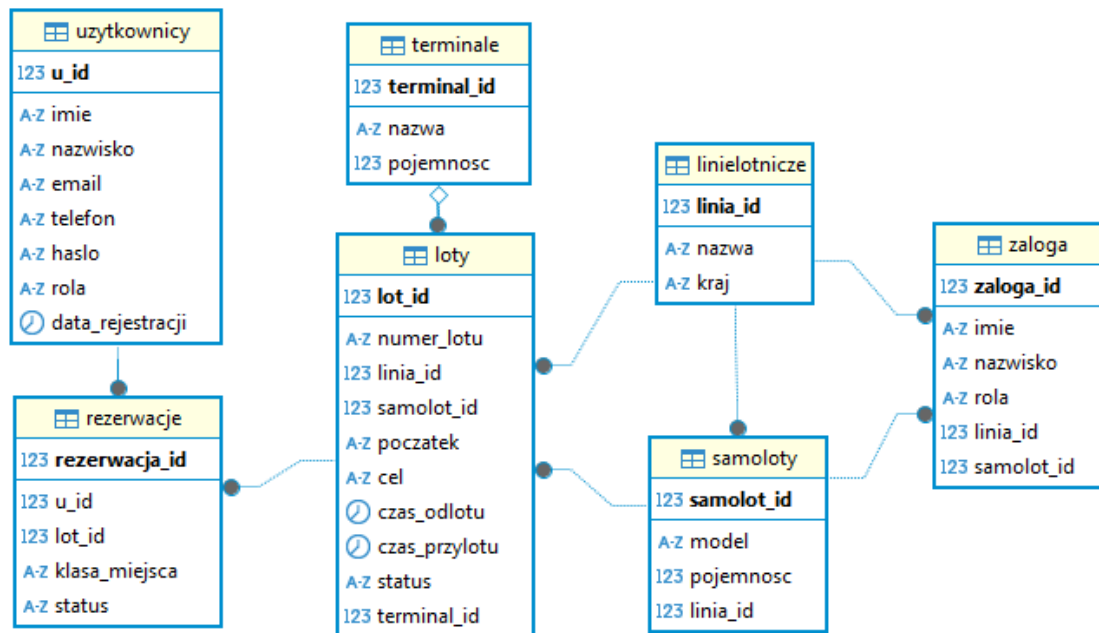 uzytkownicy
123 u_id
A-Z imie
A-Z nazwisko
A-Z email
A-Z telefon
A-Z haslo
A-Z rola
data_rejestracji
terminale
123 terminal_id
A-Z nazwa
123 pojemnosc
linielotnicze
123 linia_id
A-Z nazwa
A-Z kraj
zaloga
123 zaloga_id
A-Z imie
A-Z nazwisko
A-Z rola
123 linia_id
123 samolot_id
loty
123 lot_id
A-Z numer_lotu
123 linia_id
123 samolot_id
A-Z poczatek
A-Z cel
czas_odlotu
czas_przylotu
A-Z status
123 terminal_id
rezerwacje
123 rezerwacja_id
123 u_id
123 lot_id
A-Z klasa_miejsca
A-Z status
samoloty
123 samolot_id
A-Z model
123 pojemnosc
123 linia_id